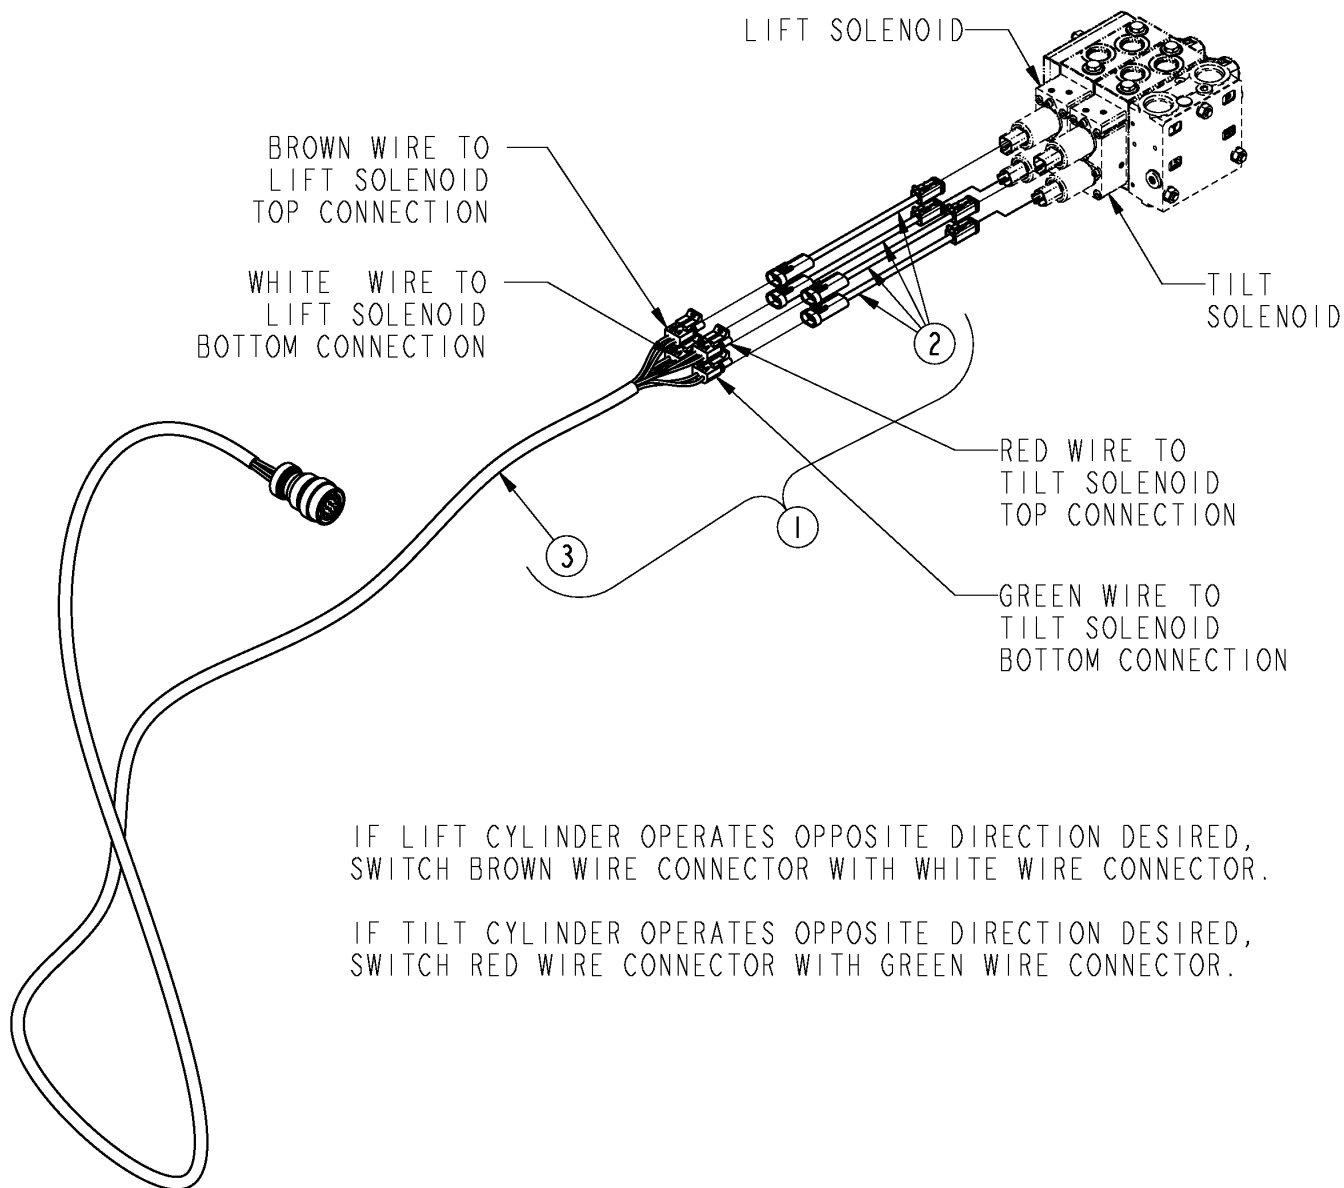 LIFT SOLENOID
BROWN WIRE TO
LIFT SOLENOID
TOP CONNECTION
WHITE WIRE TO
LIFT SOLENOID
BOTTOM CONNECTION
TILT
SOLENOID
2
RED WIRE TO
TILT SOLENOID
TOP CONNECTION
1
3
GREEN WIRE TO
TILT SOLENOID
BOTTOM CONNECTION
IF LIFT CYLINDER OPERATES OPPOSITE DIRECTION DESIRED,
SWITCH BROWN WIRE CONNECTOR WITH WHITE WIRE CONNECTOR.
IF TILT CYLINDER OPERATES OPPOSITE DIRECTION DESIRED,
SWITCH RED WIRE CONNECTOR WITH GREEN WIRE CONNECTOR.